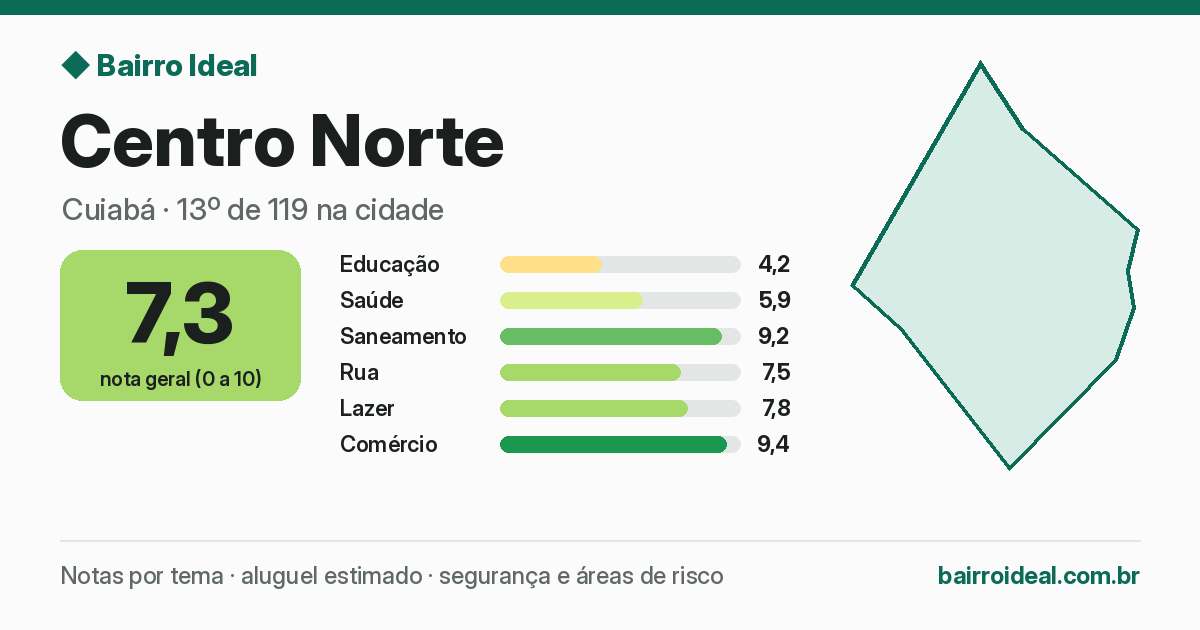 Bairro Ideal
Centro Norte
Cuiabá · 13º de 119 na cidade
7,3
nota geral (0 a 10)
Educação 4,2
Saúde 5,9
Saneamento 9,2
Rua 7,5
Lazer 7,8
Comércio 9,4
Notas por tema · aluguel estimado · segurança e áreas de risco
bairroideal.com.br